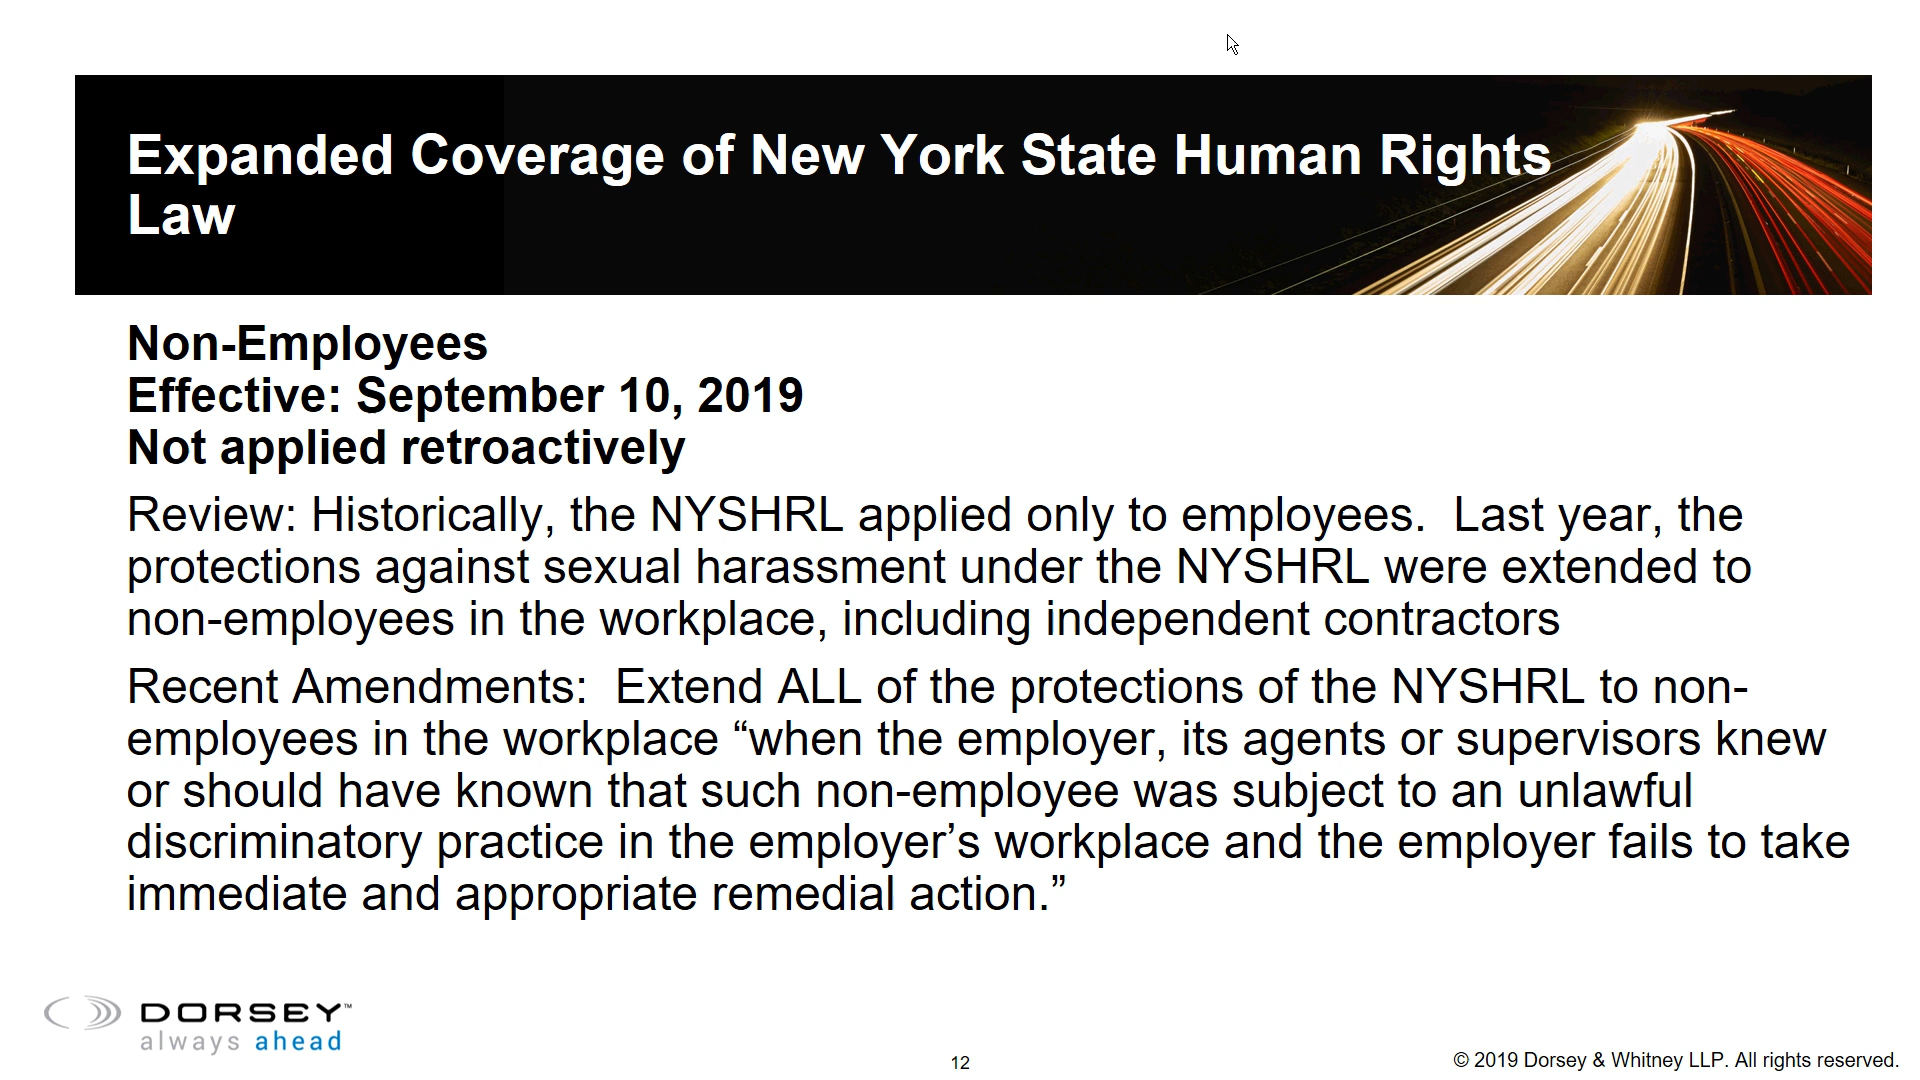 Expanded Coverage of New York State Human Rights
Law
Non-Employees
Effective: September 10, 2019
Not applied retroactively
Review: Historically, the NYSHRL applied only to employees.  Last year, the
protections against sexual harassment under the NYSHRL were extended to
non-employees in the workplace, including independent contractors
Recent Amendments:  Extend ALL of the protections of the NYSHRL to non-
employees in the workplace “when the employer, its agents or supervisors knew
or should have known that such non-employee was subject to an unlawful
discriminatory practice in the employer’s workplace and the employer fails to take
immediate and appropriate remedial action.”
DORSEY™
always ahead
12
© 2019 Dorsey & Whitney LLP. All rights reserved.